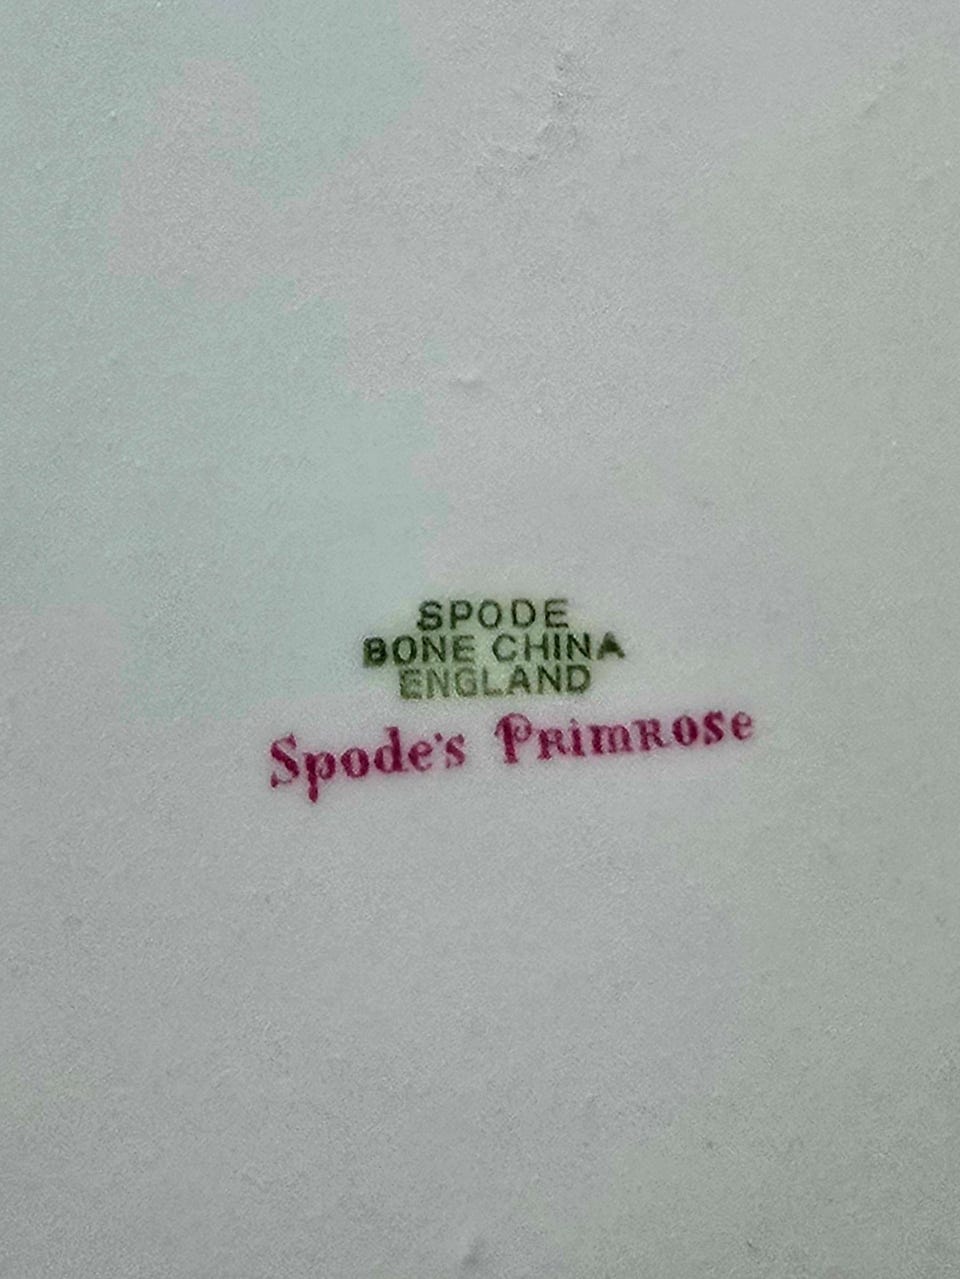 SPODE
BONE CHINA
ENGLAND
Spode's Primrose